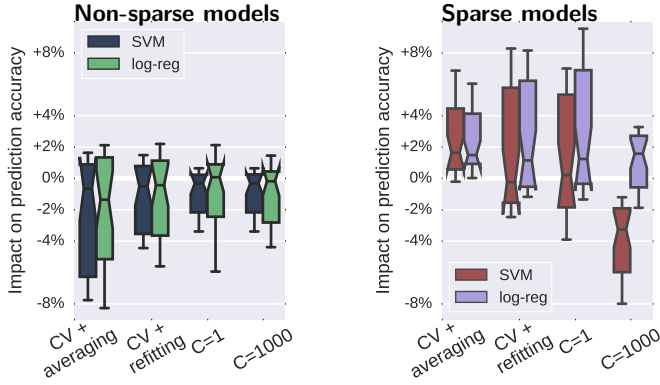 Non-sparse models
Impact on prediction accuracy
+8%
+4%
+2%
0%
-2%
-4%
-8%
SVM
log-reg
CV +
averaging
CV +
refitting
C=1
C=1000
Sparse models
Impact on prediction accuracy
+8%
+4%
+2%
0%
-2%
-4%
-8%
SVM
log-reg
CV +
averaging
CV +
refitting
C=1
C=1000